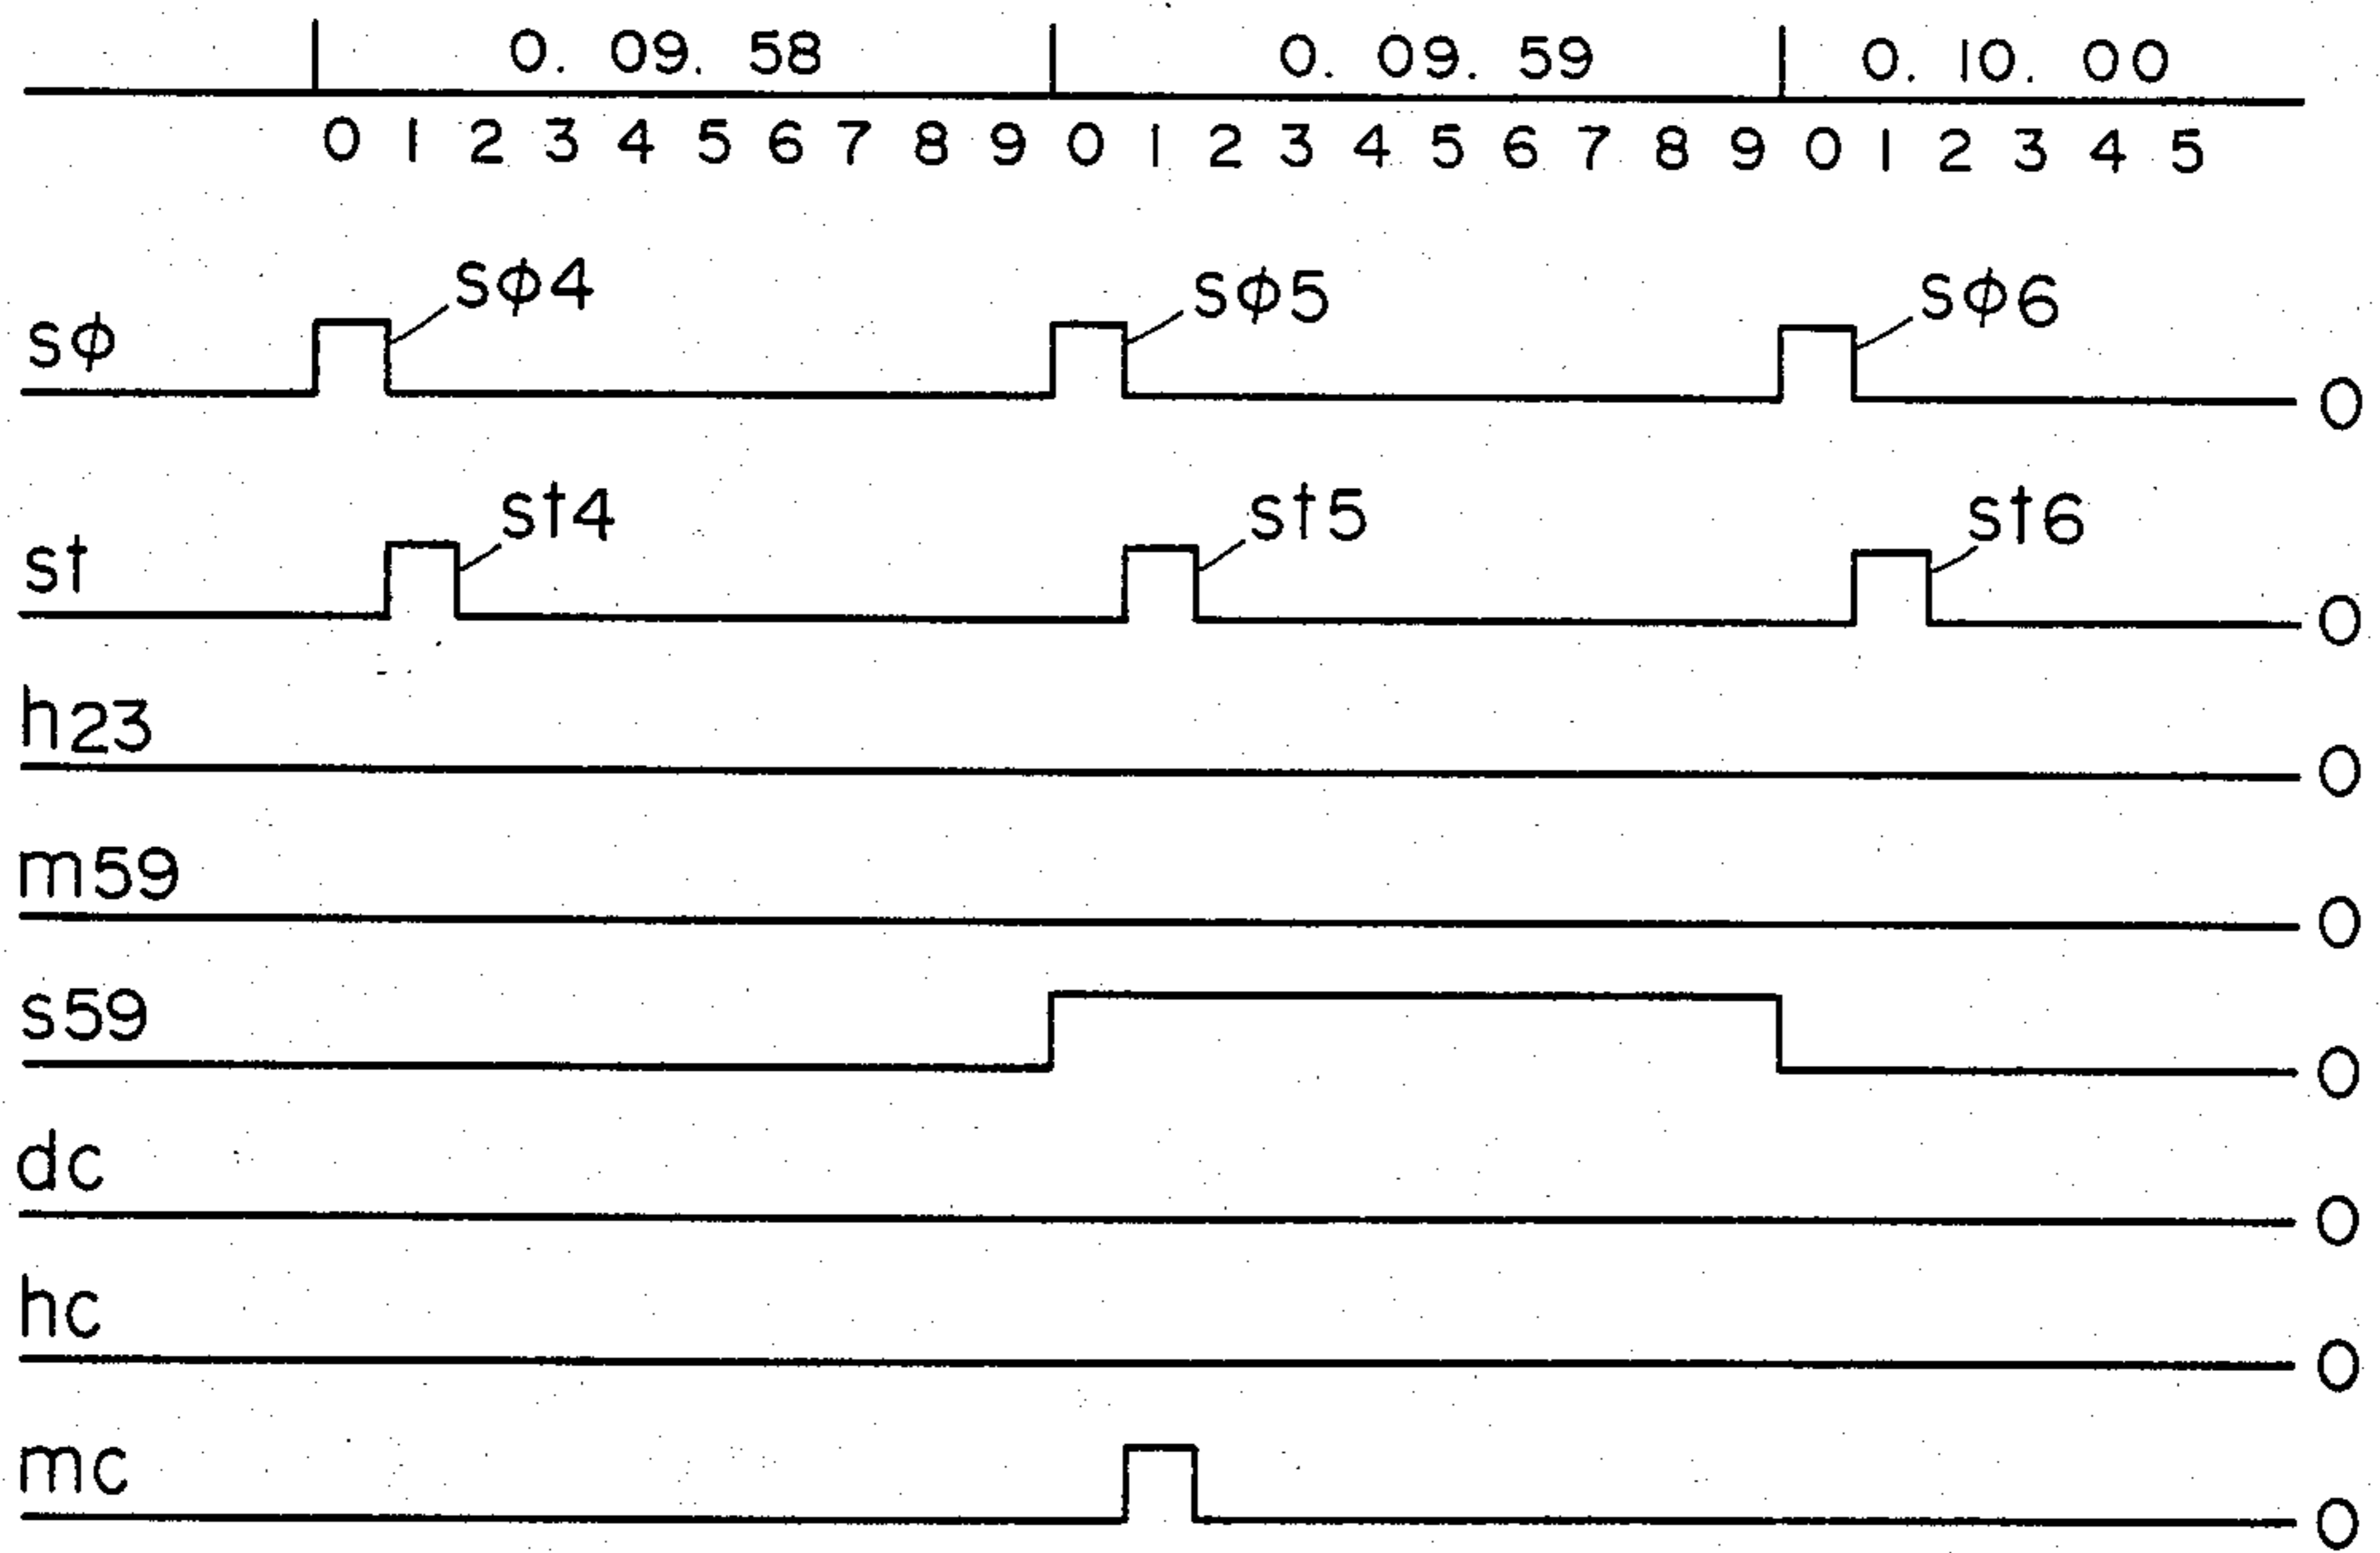 0. 09. 58 0. 09. 59 0. 10. 00
0 1 2 3 4 5 6 7 8 9 0 1 2 3 4 5 6 7 8 9 0 1 2 3 4 5
sϕ4 sϕ5 sϕ6
sϕ 0
st4 st5 st6
st 0
h23 0
m59 0
s59 0
dc 0
hc 0
mc 0